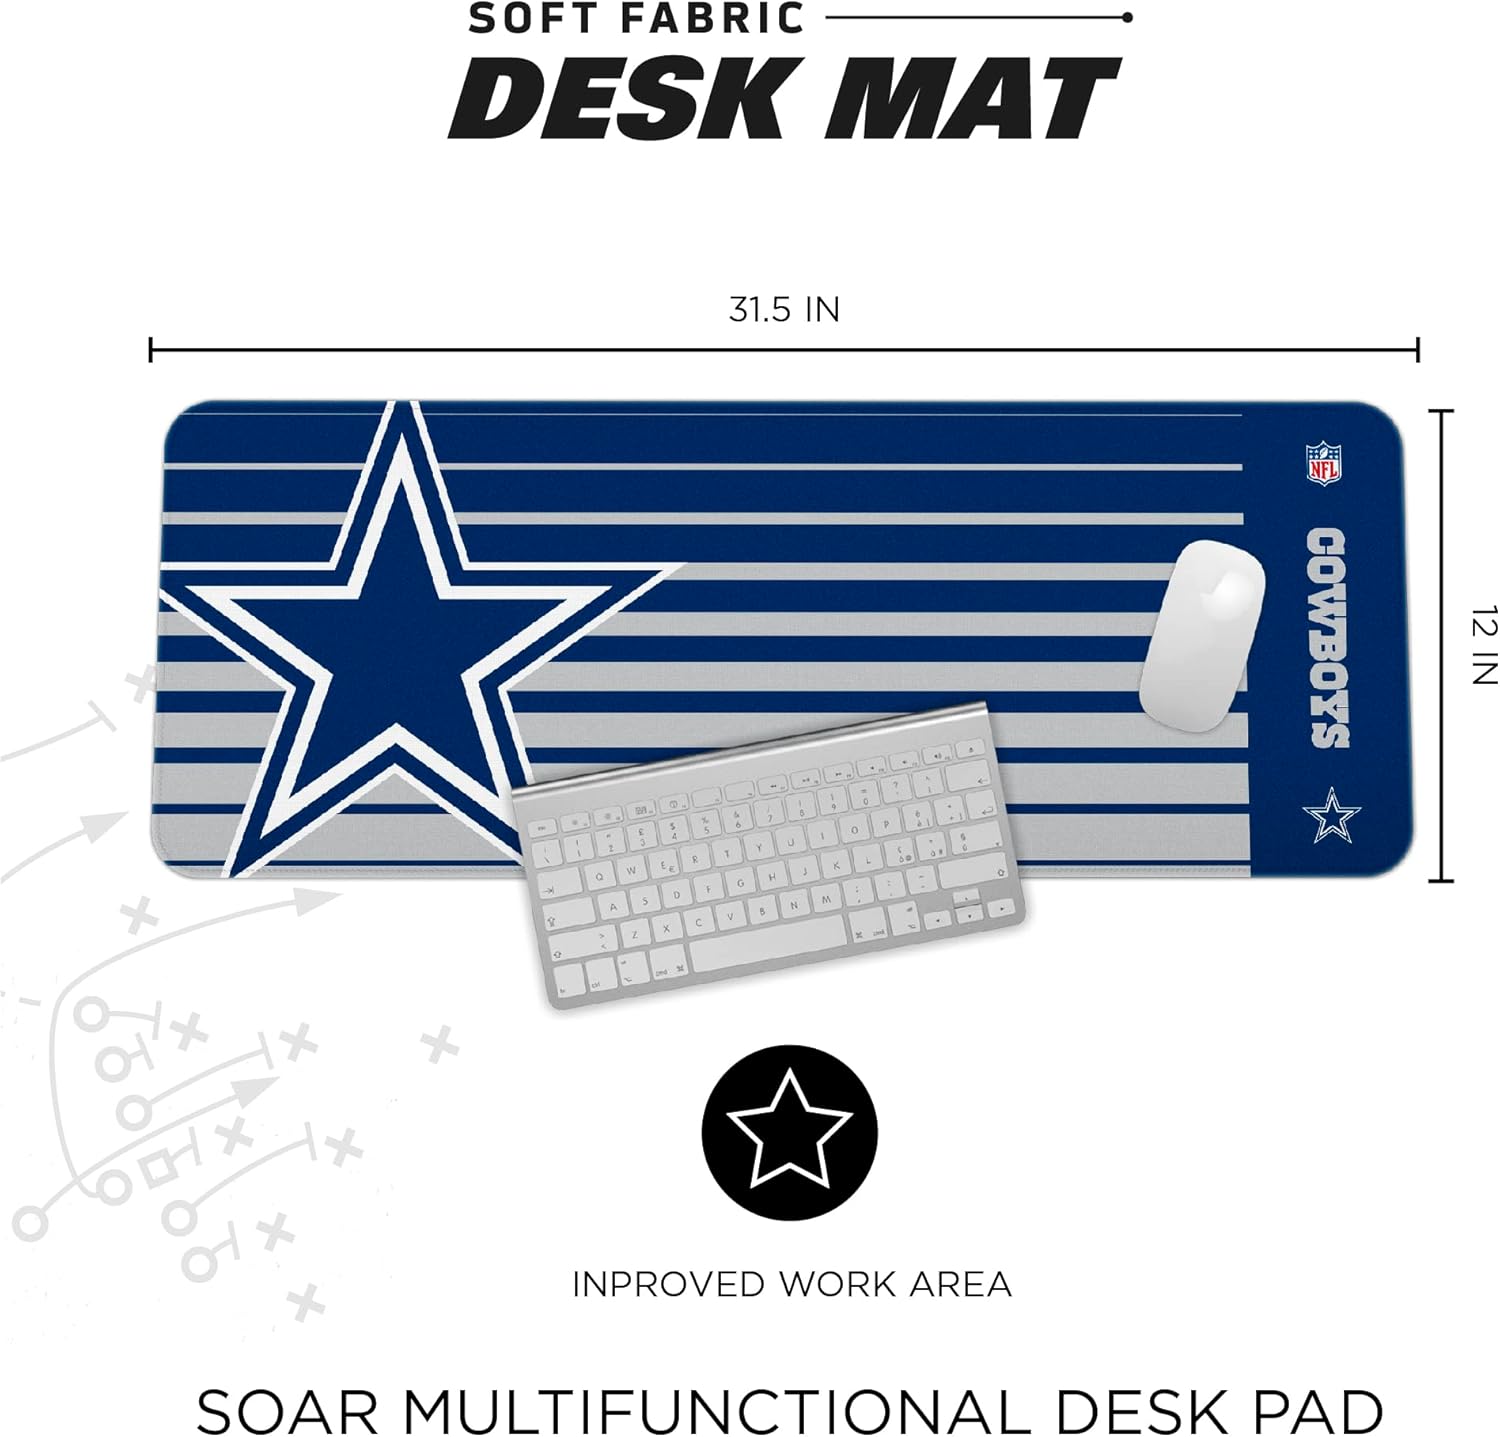 SOFT FABRIC
DESK MAT
31.5 IN
NFL
COWBOYS
12 IN
INPROVED WORK AREA
SOAR MULTIFUNCTIONAL DESK PAD